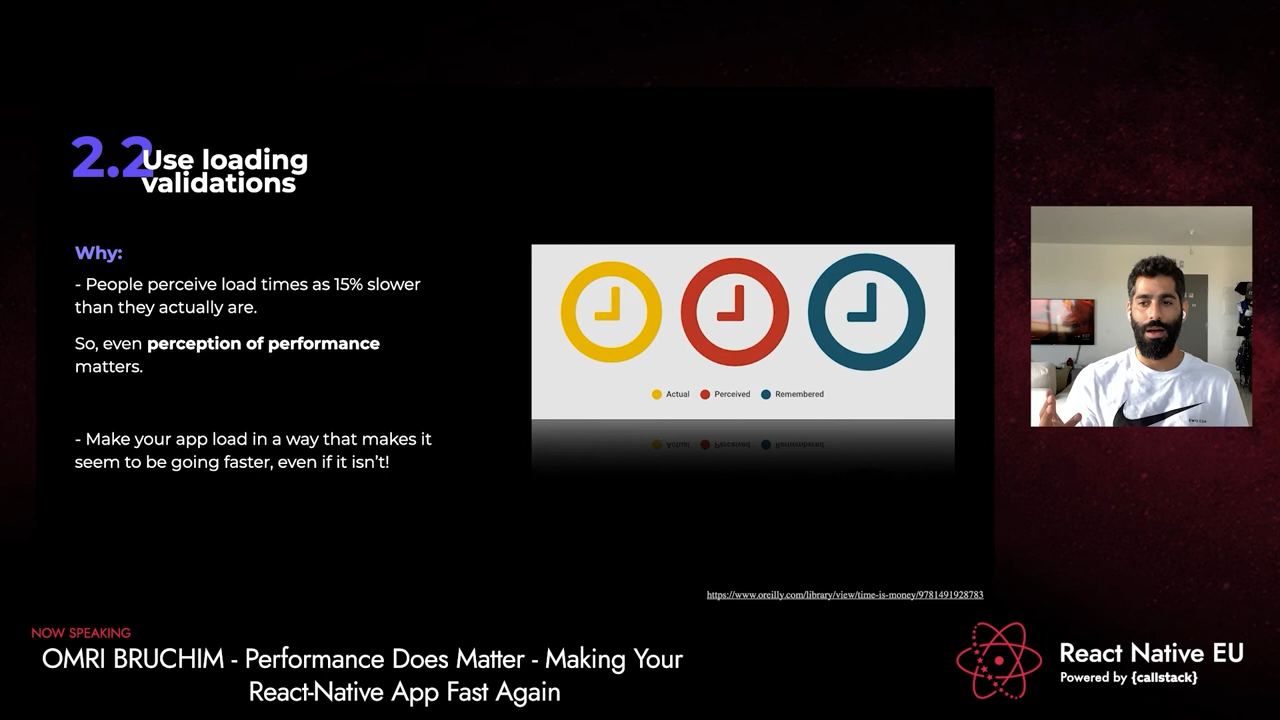 2.2
Use loading
validations
Why:
- People perceive load times as 15% slower
than they actually are.
So, even perception of performance
matters.
- Make your app load in a way that makes it
seem to be going faster, even if it isn't!
Actual Perceived Remembered
Actual Perceived Remembered
https://www.oreilly.com/library/view/time-is-money/9781491928783
NOW SPEAKING
OMRI BRUCHIM - Performance Does Matter - Making Your
React-Native App Fast Again
React Native EU
Powered by {callstack}